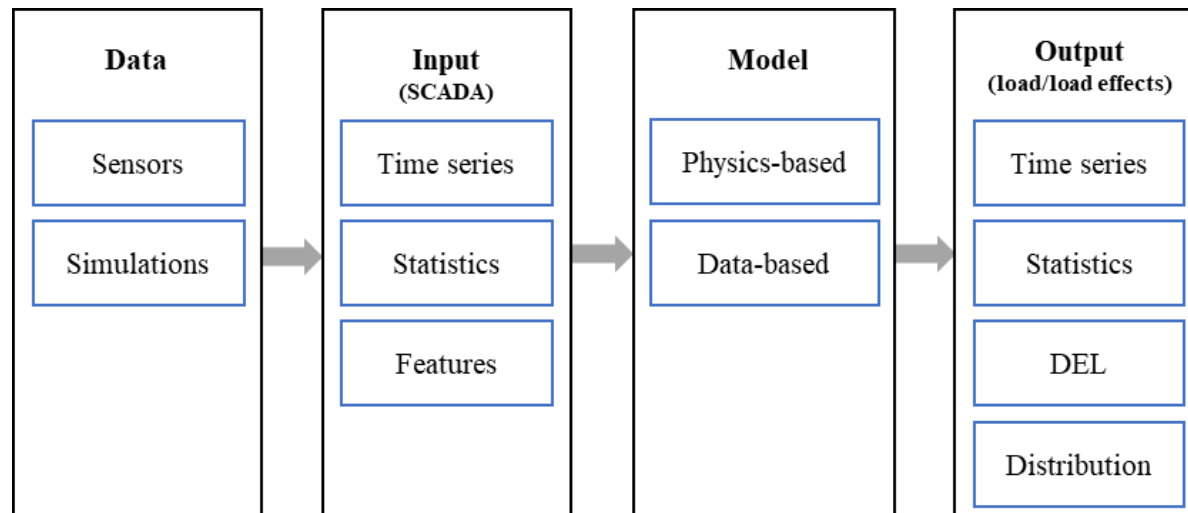 Data
Sensors
Simulations
Input
(SCADA)
Time series
Statistics
Features
Model
Physics-based
Data-based
Output
(load/load effects)
Time series
Statistics
DEL
Distribution